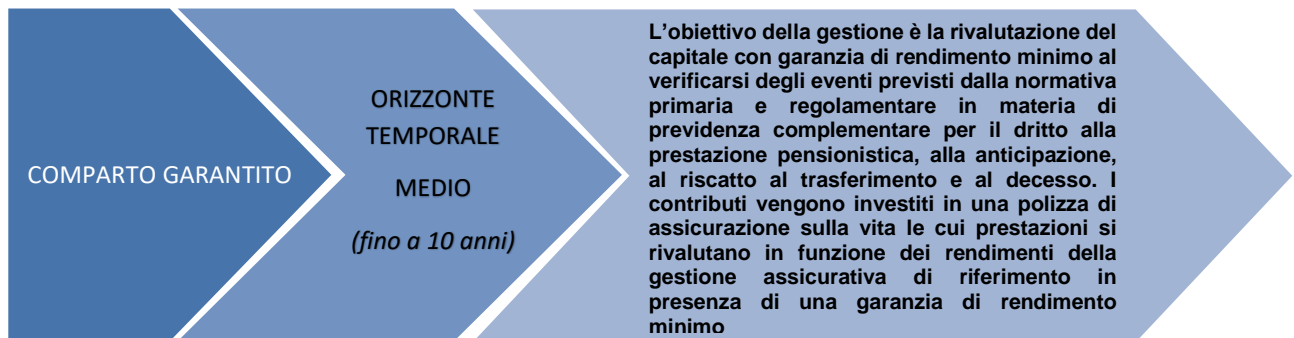 COMPARTO GARANTITO
ORIZZONTE
TEMPORALE
MEDIO
(fino a 10 anni)
L'obiettivo della gestione è la rivalutazione del
capitale con garanzia di rendimento minimo al
verificarsi degli eventi previsti dalla normativa
primaria e regolamentare in materia di
previdenza complementare per il dritto alla
prestazione pensionistica, alla anticipazione,
al riscatto al trasferimento e al decesso. I
contributi vengono investiti in una polizza di
assicurazione sulla vita le cui prestazioni si
rivalutano in funzione dei rendimenti della
gestione assicurativa di riferimento in
presenza di una garanzia di rendimento
minimo